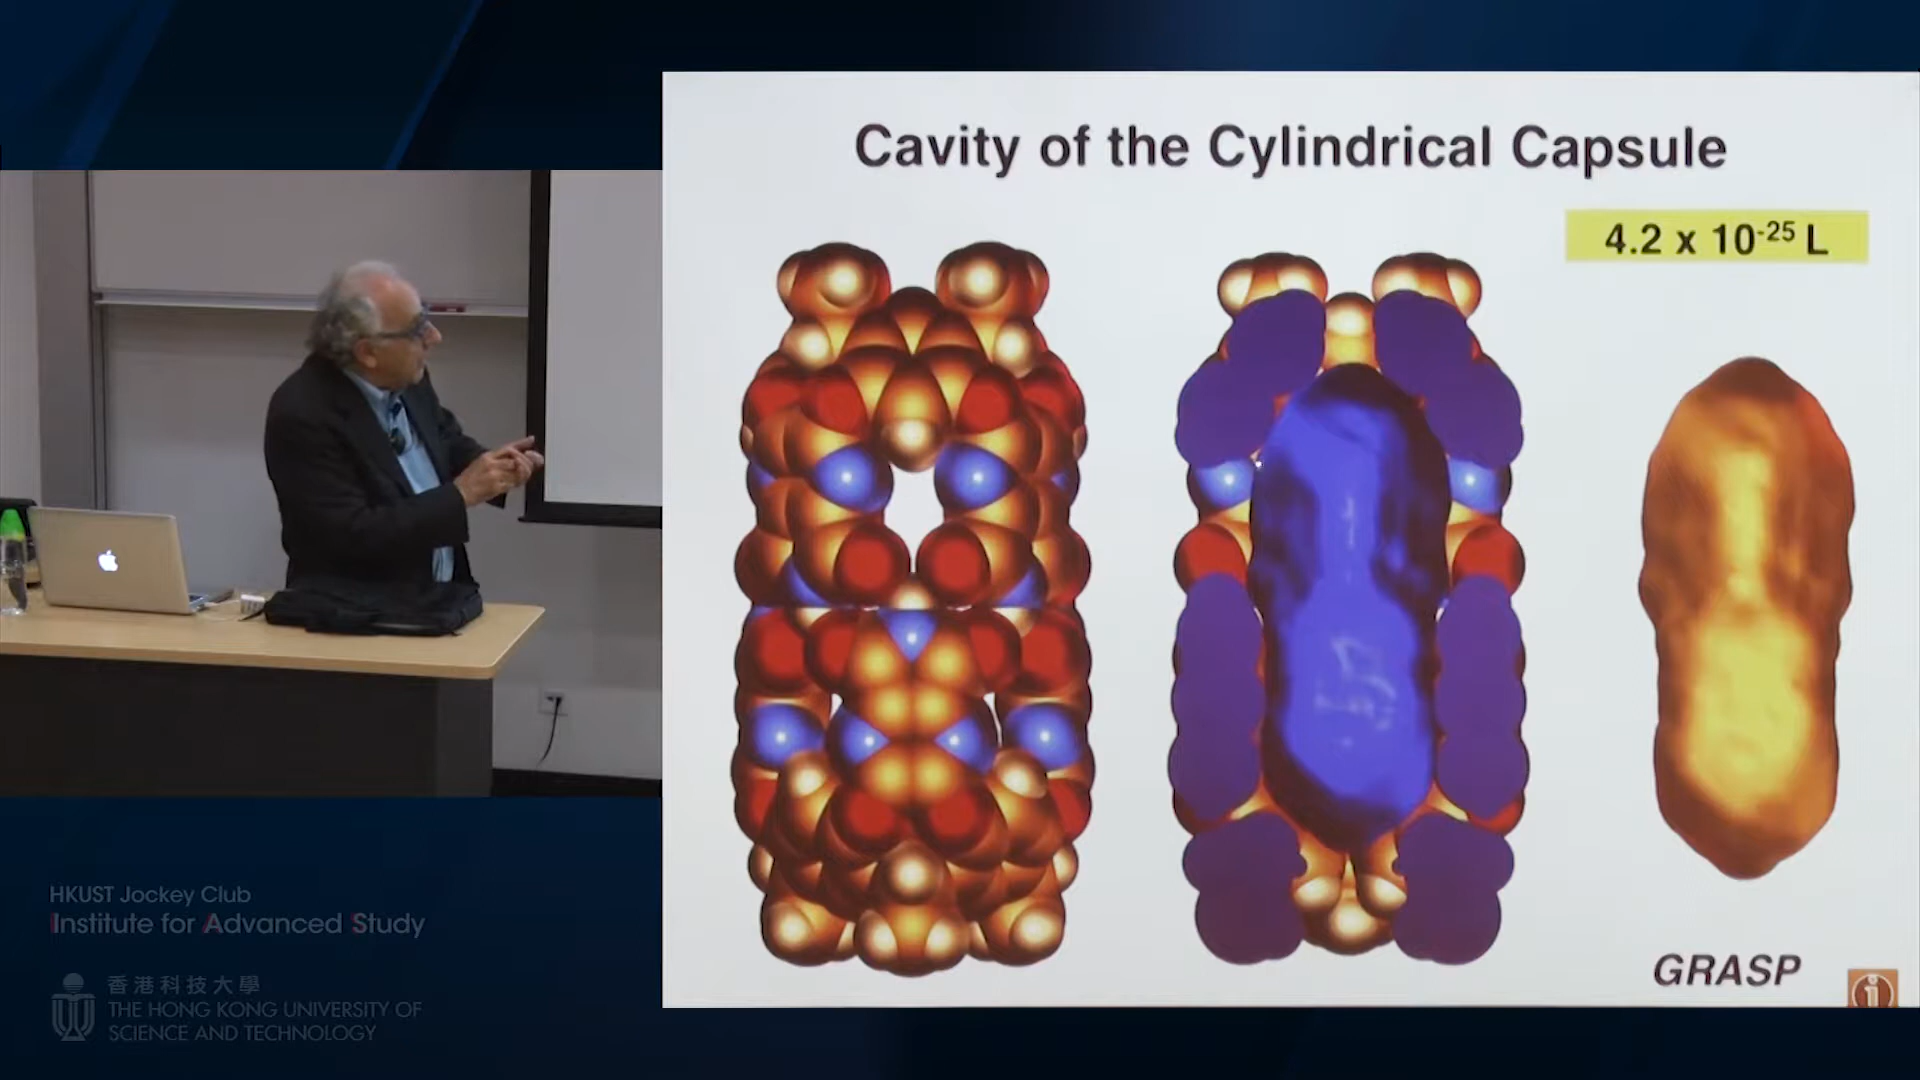 Cavity of the Cylindrical Capsule
4.2 x 10-25 L
GRASP
i
HKUST Jockey Club
Institute for Advanced Study
香港科技大學
THE HONG KONG UNIVERSITY OF
SCIENCE AND TECHNOLOGY